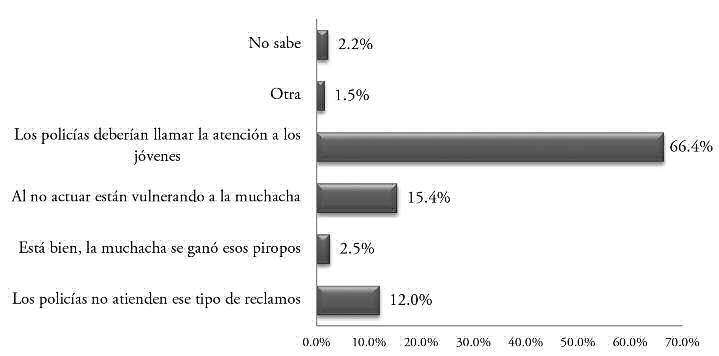 No sabe
2.2%
Otra
1.5%
Los policías deberían llamar la atención a los
jóvenes
66.4%
Al no actuar están vulnerando a la muchacha
15.4%
Está bien, la muchacha se ganó esos piropos
2.5%
Los policías no atienden ese tipo de reclamos
12.0%
0.0% 10.0% 20.0% 30.0% 40.0% 50.0% 60.0% 70.0%